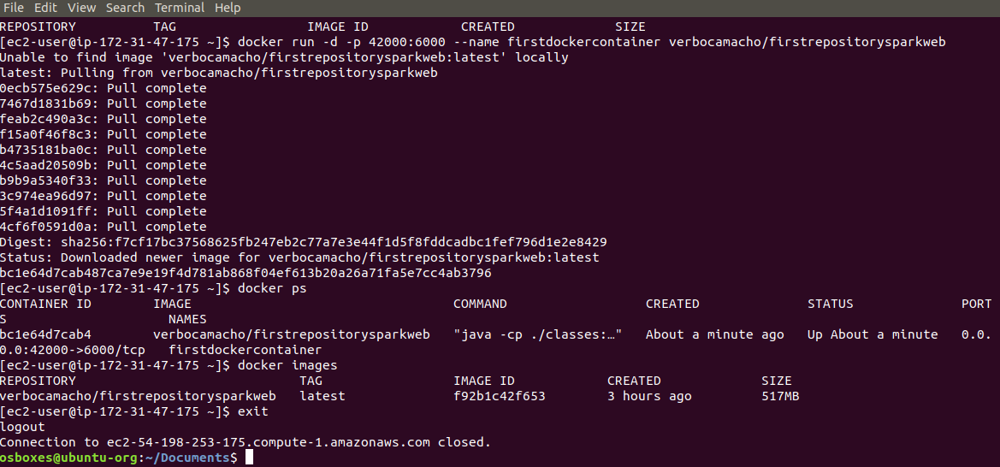 File Edit View Search Terminal Help
REPOSITORY          TAG                 IMAGE ID            CREATED             SIZE
[ec2-user@ip-172-31-47-175 ~]$ docker run -d -p 42000:6000 --name firstdockercontainer verbocamacho/firstrepositorysparkweb
Unable to find image 'verbocamacho/firstrepositorysparkweb:latest' locally
latest: Pulling from verbocamacho/firstrepositorysparkweb
0ecb575e629c: Pull complete
7467d1831b69: Pull complete
feab2c490a3c: Pull complete
f15a0f46f8c3: Pull complete
b4735181ba0c: Pull complete
4c5aad20509b: Pull complete
b9b9a5340f33: Pull complete
3c974ea96d97: Pull complete
5f4a1d1091ff: Pull complete
4cf6f0591d0a: Pull complete
Digest: sha256:f7cf17bc37568625fb247eb2c77a7e3e44f1d5f8fddcadbc1fef796d1e2e8429
Status: Downloaded newer image for verbocamacho/firstrepositorysparkweb:latest
bc1e64d7cab487ca7e9e19f4d781ab868f04ef613b20a26a71fa5e7cc4ab3796
[ec2-user@ip-172-31-47-175 ~]$ docker ps
CONTAINER ID        IMAGE                                  COMMAND                  CREATED              STATUS              PORT
S                     NAMES
bc1e64d7cab4        verbocamacho/firstrepositorysparkweb   "java -cp ./classes:…"   About a minute ago   Up About a minute   0.0.
0.0:42000->6000/tcp   firstdockercontainer
[ec2-user@ip-172-31-47-175 ~]$ docker images
REPOSITORY                             TAG                 IMAGE ID            CREATED             SIZE
verbocamacho/firstrepositorysparkweb   latest              f92b1c42f653        3 hours ago         517MB
[ec2-user@ip-172-31-47-175 ~]$ exit
logout
Connection to ec2-54-198-253-175.compute-1.amazonaws.com closed.
osboxes@ubuntu-org:~/Documents$